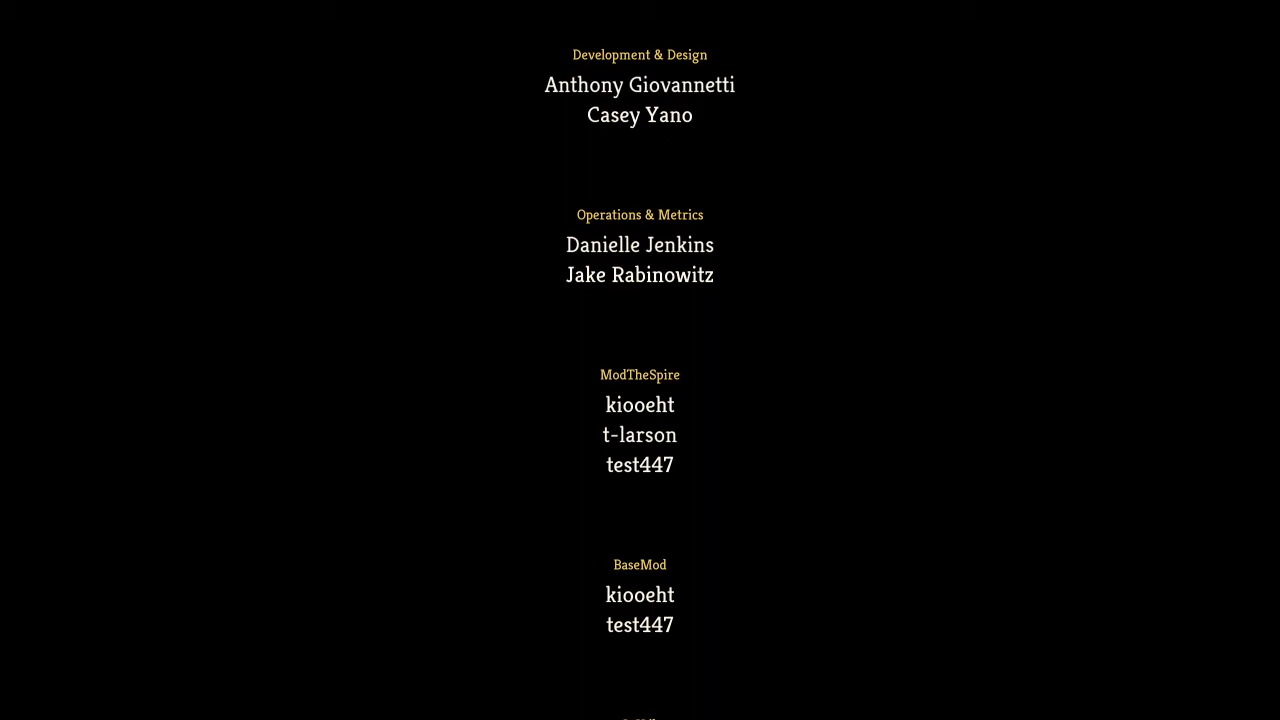 Development & Design
Anthony Giovannetti
Casey Yano
Operations & Metrics
Danielle Jenkins
Jake Rabinowitz
ModTheSpire
kiooeht
t-larson
test447
BaseMod
kiooeht
test447